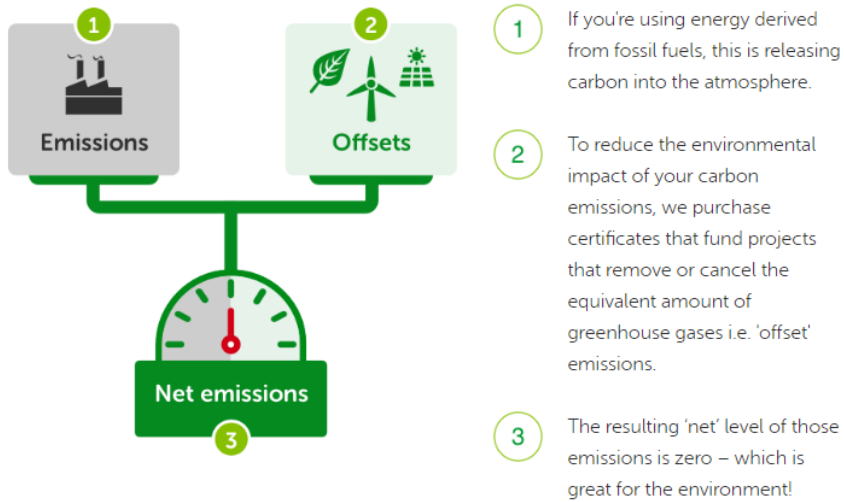 1
Emissions
2
Offsets
Net emissions
3
1
If you're using energy derived
from fossil fuels, this is releasing
carbon into the atmosphere.
2
To reduce the environmental
impact of your carbon
emissions, we purchase
certificates that fund projects
that remove or cancel the
equivalent amount of
greenhouse gases i.e. 'offset'
emissions.
3
The resulting ‘net’ level of those
emissions is zero – which is
great for the environment!